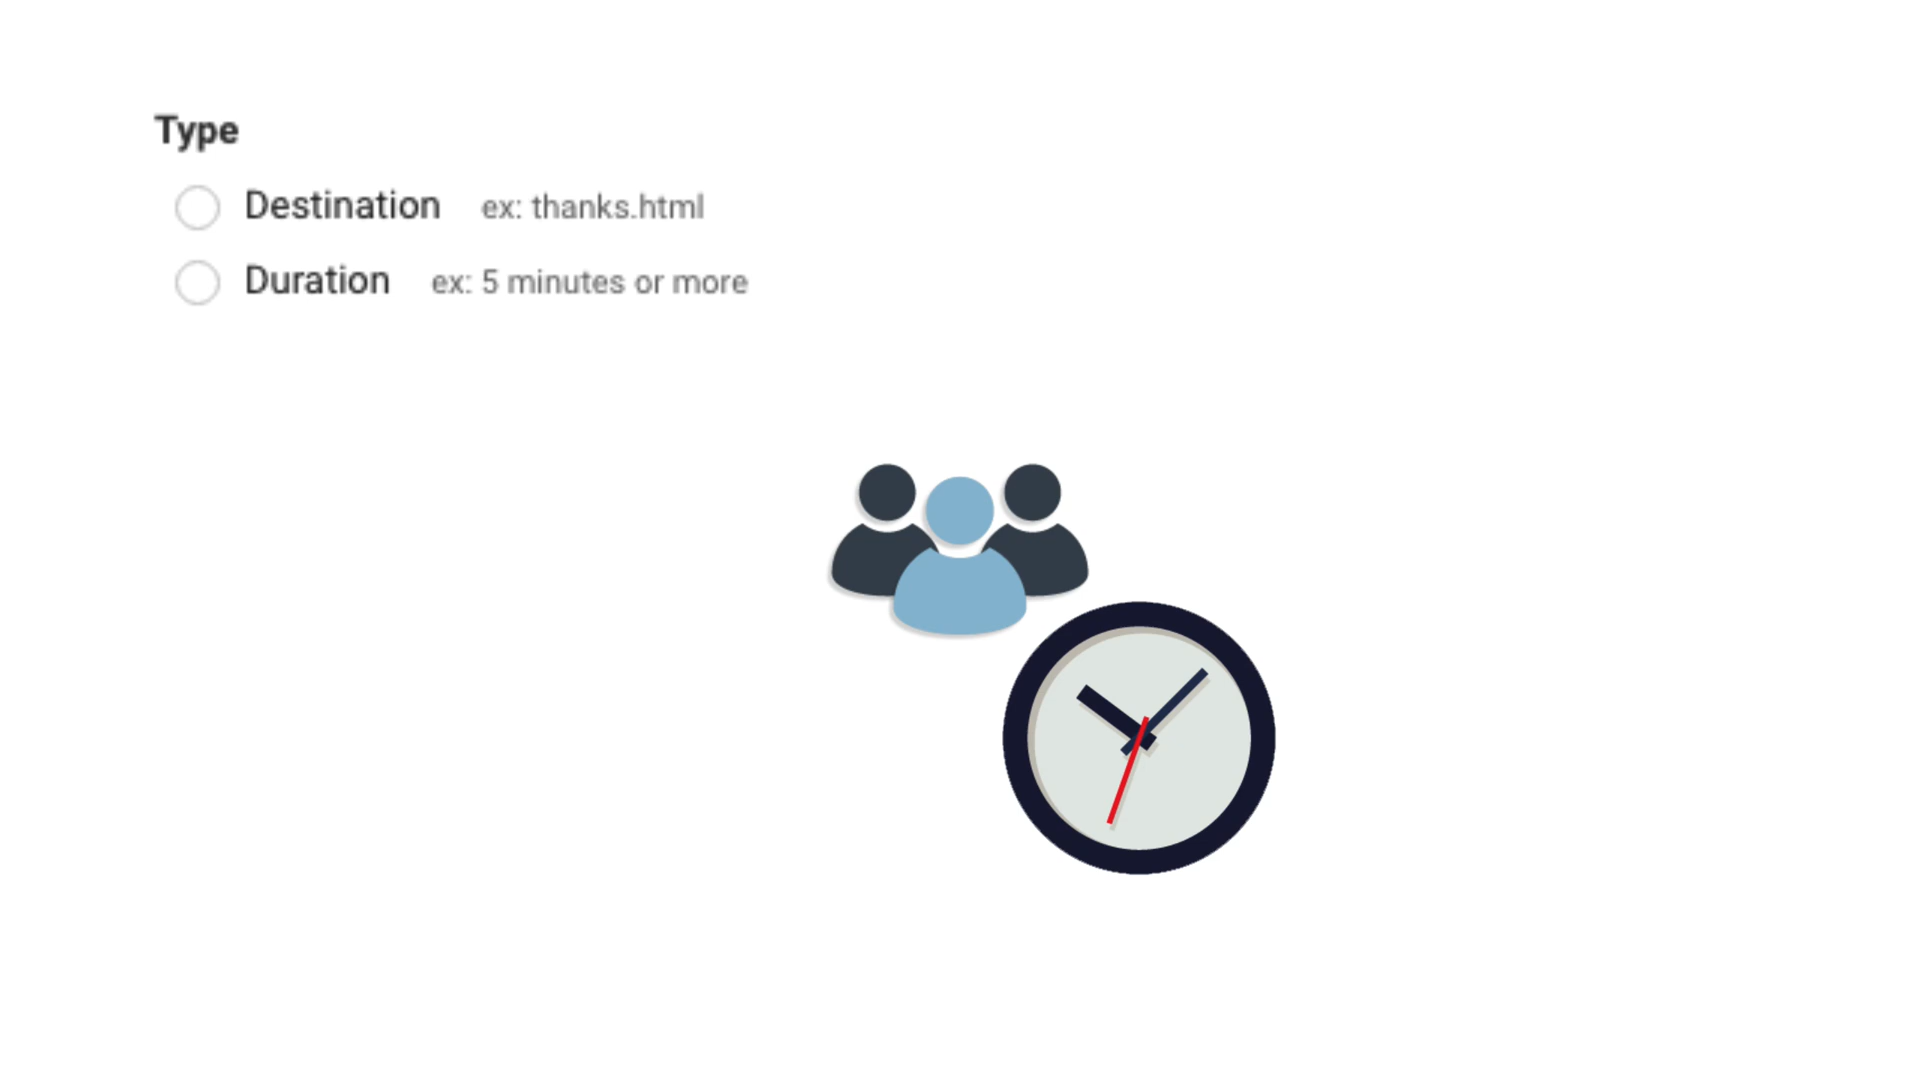 Type
Destination ex: thanks.html
Duration ex: 5 minutes or more